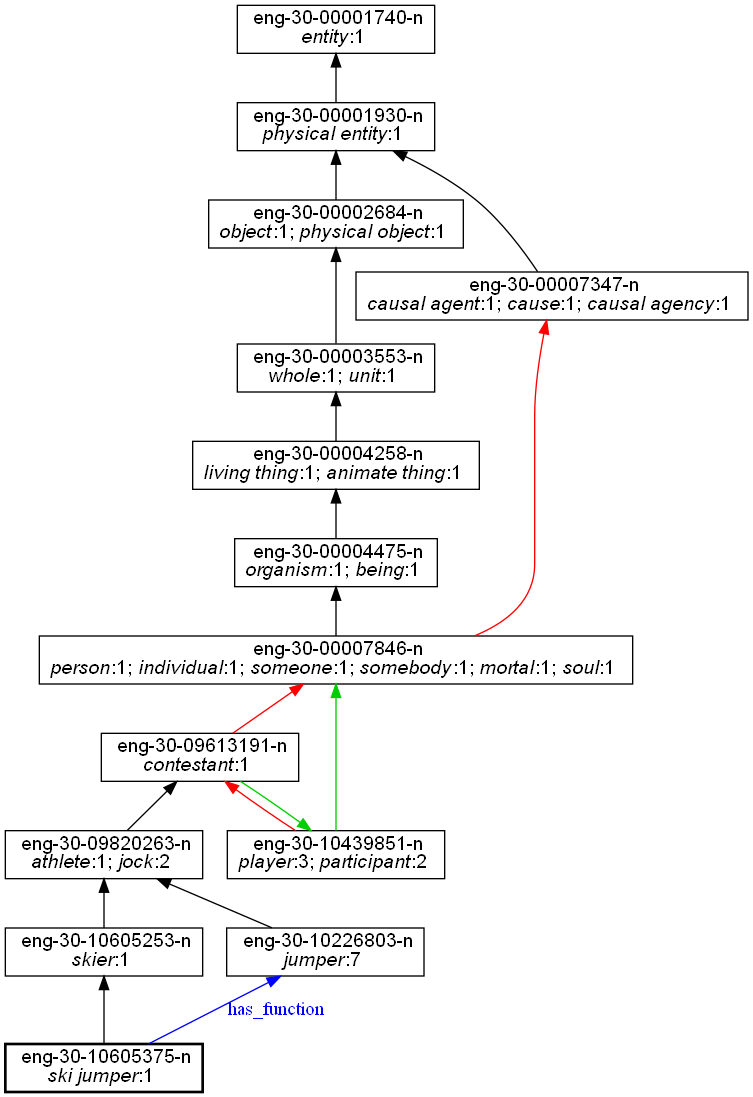 eng-30-00001740-n
entity:1
eng-30-00001930-n
physical entity:1
eng-30-00002684-n
object:1; physical object:1
eng-30-00007347-n
causal agent:1; cause:1; causal agency:1
eng-30-00003553-n
whole:1; unit:1
eng-30-00004258-n
living thing:1; animate thing:1
eng-30-00004475-n
organism:1; being:1
eng-30-00007846-n
person:1; individual:1; someone:1; somebody:1; mortal:1; soul:1
eng-30-09613191-n
contestant:1
eng-30-09820263-n
athlete:1; jock:2
eng-30-10439851-n
player:3; participant:2
eng-30-10605253-n
skier:1
eng-30-10226803-n
jumper:7
has_function
eng-30-10605375-n
ski jumper:1